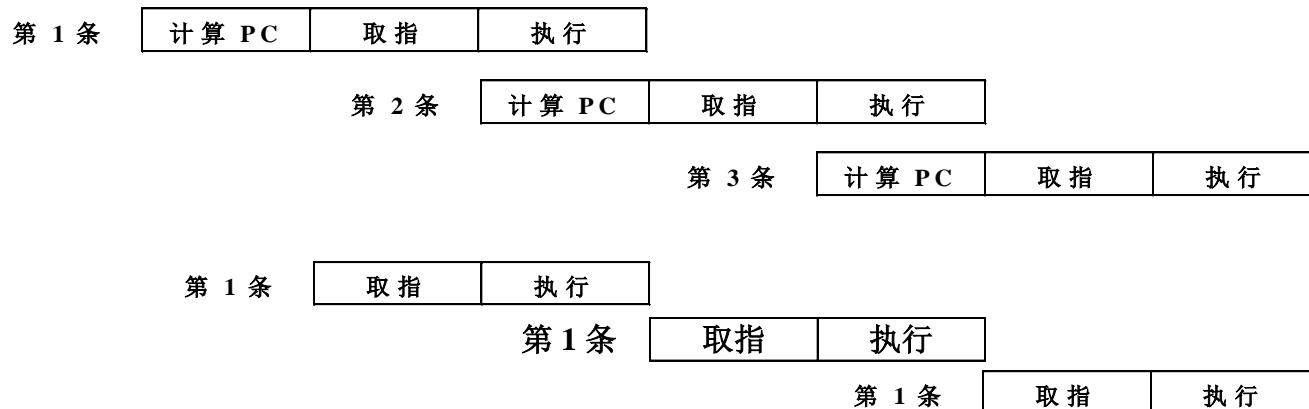 第 1 条 计算 PC 取指 执行
第 2 条 计算 PC 取指 执行
第 3 条 计算 PC 取指 执行
第 1 条 取指 执行
第 1 条 取指 执行
第 1 条 取指 执行